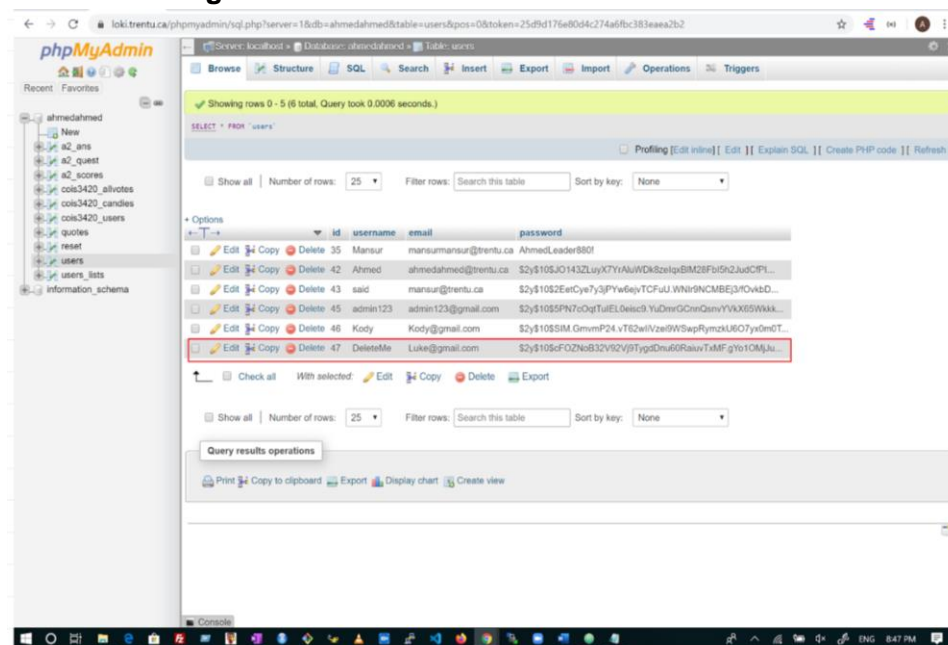 loki.trentu.ca/phpmyadmin/sql.php?server=1&db=ahmedahmed&table=users&pos=0&token=25d9d176e80d4c274a6fbc383eaea2b2
phpMyAdmin
Recent Favorites
ahmedahmed
New
a2_ans
a2_quest
a2_scores
cois3420_allvotes
cois3420_candies
cois3420_users
quotes
reset
users
users_lists
information_schema
Server: localhost » Database: ahmedahmed » Table: users
Browse Structure SQL Search Insert Export Import Operations Triggers
Showing rows 0 - 5 (6 total, Query took 0.0006 seconds.)
SELECT * FROM `users`
Profiling [Edit inline] [ Edit ] [ Explain SQL ] [ Create PHP code ] [ Refresh
Show all Number of rows: 25 Filter rows: Search this table Sort by key: None
+ Options
id username email password
Edit Copy Delete 35 Mansur mansurmansur@trentu.ca AhmedLeader880!
Edit Copy Delete 42 Ahmed ahmedahmed@trentu.ca
Edit Copy Delete 43 said mansur@trentu.ca
Edit Copy Delete 45 admin123 admin123@gmail.com
Edit Copy Delete 46 Kody Kody@gmail.com
Edit Copy Delete 47 DeleteMe Luke@gmail.com
Check all With selected: Edit Copy Delete Export
Show all Number of rows: 25 Filter rows: Search this table Sort by key: None
Query results operations
Print Copy to clipboard Export Display chart Create view
Console
ENG 8:47 PM